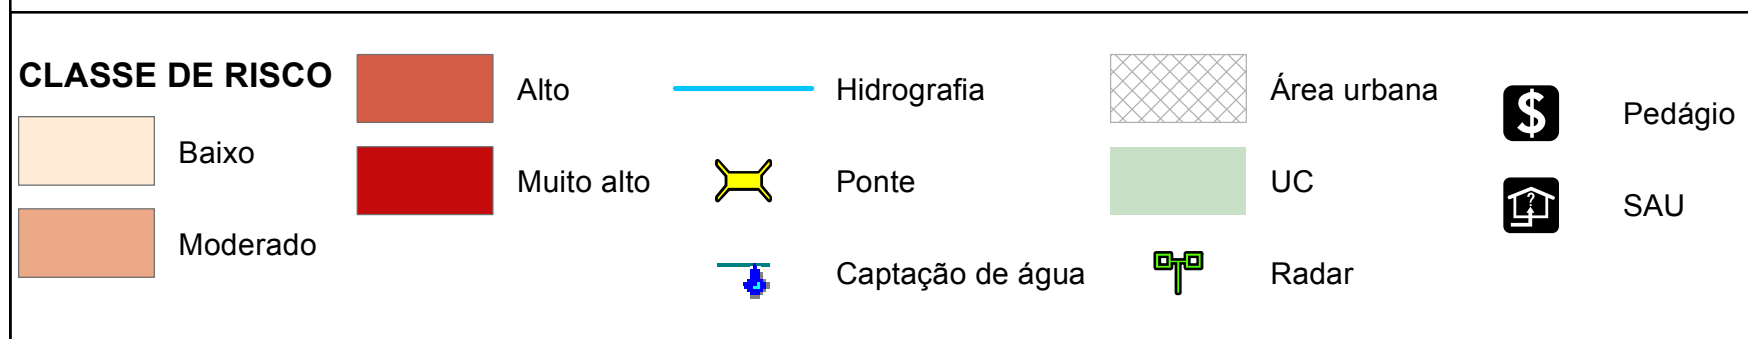 CLASSE DE RISCO
Baixo
Moderado
Alto
Muito alto
Hidrografia
Ponte
Captação de água
Área urbana
UC
Radar
$ Pedágio
? SAU